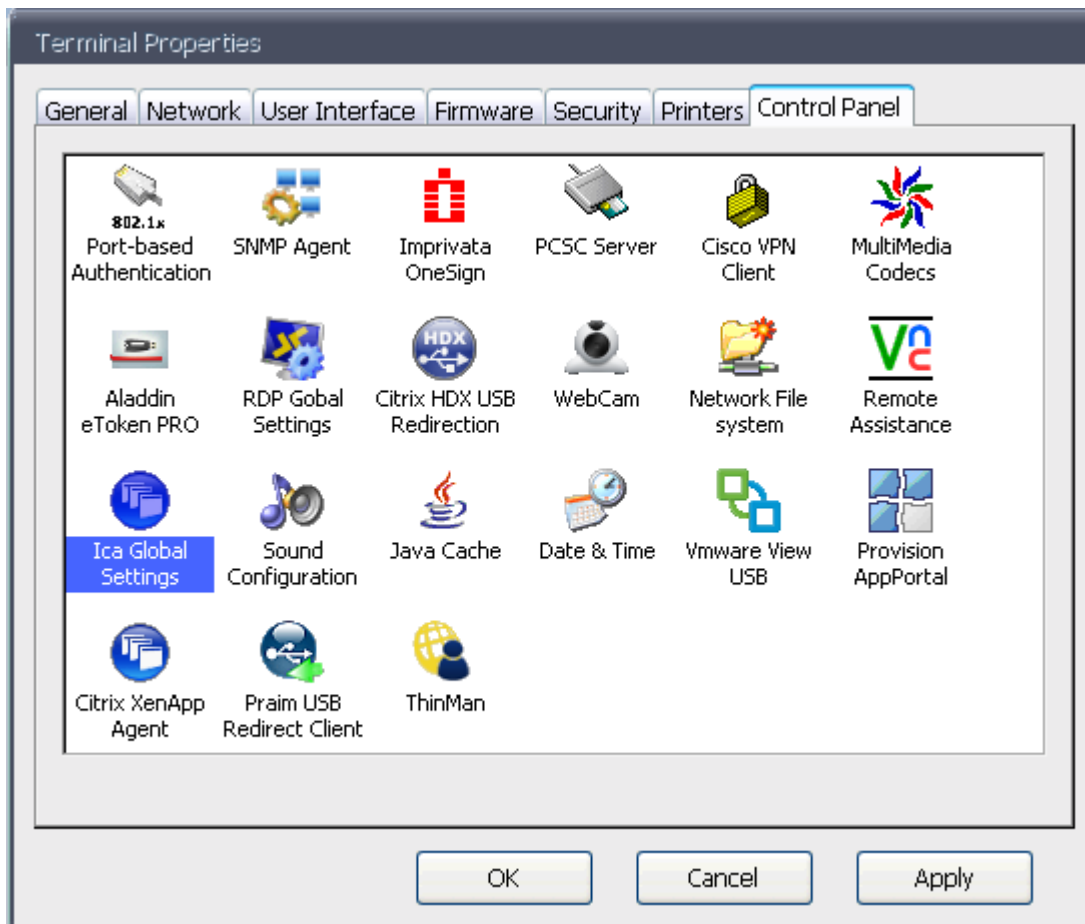 Terminal Properties
General Network User Interface Firmware Security Printers Control Panel
802.1x
Port-based Authentication
SNMP Agent
Imprivata OneSign
PCSC Server
Cisco VPN Client
MultiMedia Codecs
Aladdin eToken PRO
RDP Gobal Settings
HDX
Citrix HDX USB Redirection
WebCam
Network File system
Vnc
Remote Assistance
Ica Global Settings
Sound Configuration
Java Cache
Date & Time
Vmware View USB
Provision AppPortal
Citrix XenApp Agent
Praim USB Redirect Client
ThinMan
OK Cancel Apply